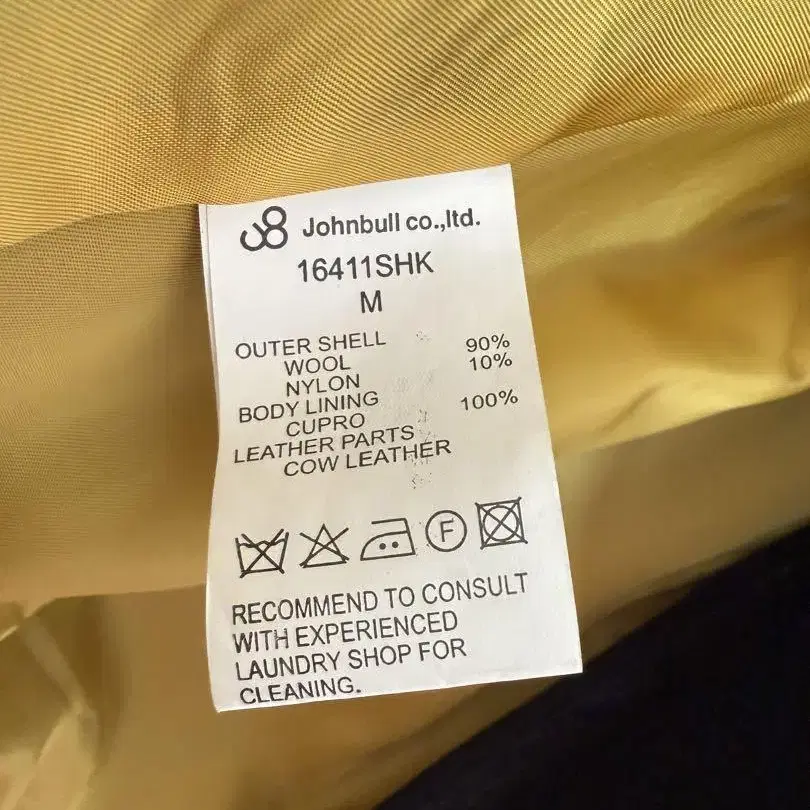 Johnbull co.,ltd.
16411SHK
M
OUTER SHELL
WOOL 90%
NYLON 10%
BODY LINING
CUPRO 100%
LEATHER PARTS
COW LEATHER
F
RECOMMEND TO CONSULT
WITH EXPERIENCED
LAUNDRY SHOP FOR
CLEANING.